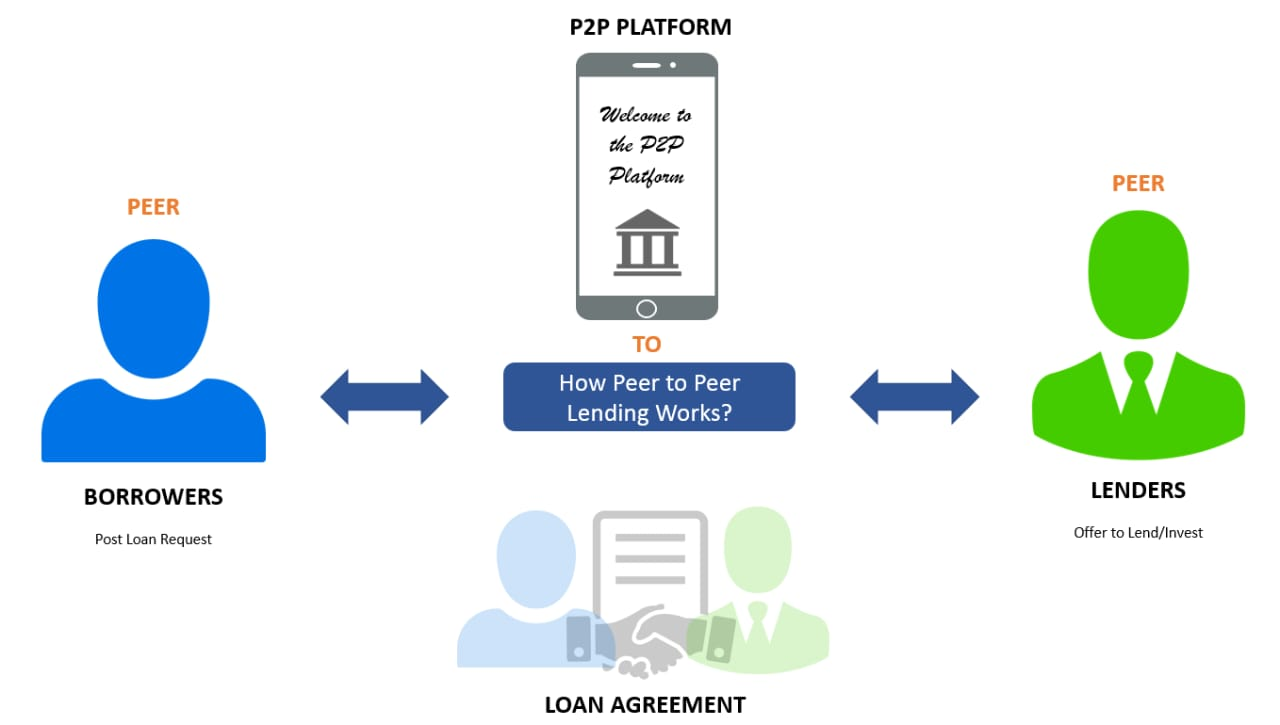 P2P PLATFORM
Welcome to
the P2P
Platform
PEER
PEER
TO
How Peer to Peer
Lending Works?
BORROWERS
Post Loan Request
LENDERS
Offer to Lend/Invest
LOAN AGREEMENT